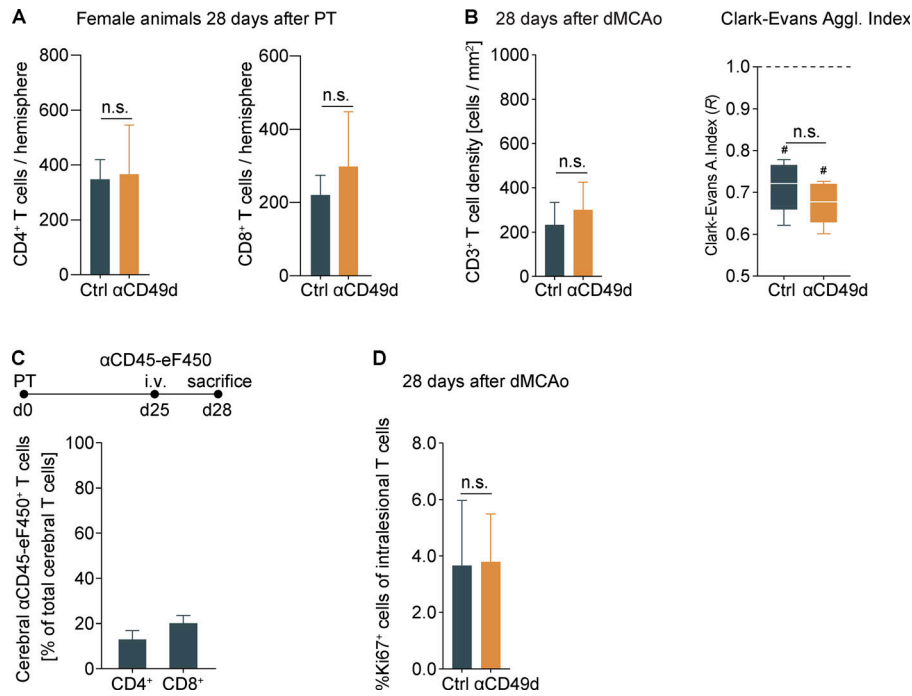 A
Female animals 28 days after PT
CD4+ T cells / hemisphere
800
600
400
200
0
n.s.
Ctrl αCD49d
CD8+ T cells / hemisphere
600
400
200
0
n.s.
Ctrl αCD49d
B
28 days after dMCAo
CD3+ T cell density [cells / mm²]
1000
800
600
400
200
0
n.s.
Ctrl αCD49d
Clark-Evans Aggl. Index
Clark-Evans A.Index (R)
1.0
0.9
0.8
0.7
0.6
0.5
n.s.
#
#
Ctrl αCD49d
C
αCD45-eF450
PT i.v. sacrifice
d0 d25 d28
Cerebral αCD45-eF450+ T cells
[% of total cerebral T cells]
100
80
60
40
20
0
CD4+ CD8+
D
28 days after dMCAo
%Ki67+ cells of intralesional T cells
8.0
6.0
4.0
2.0
0.0
n.s.
Ctrl αCD49d